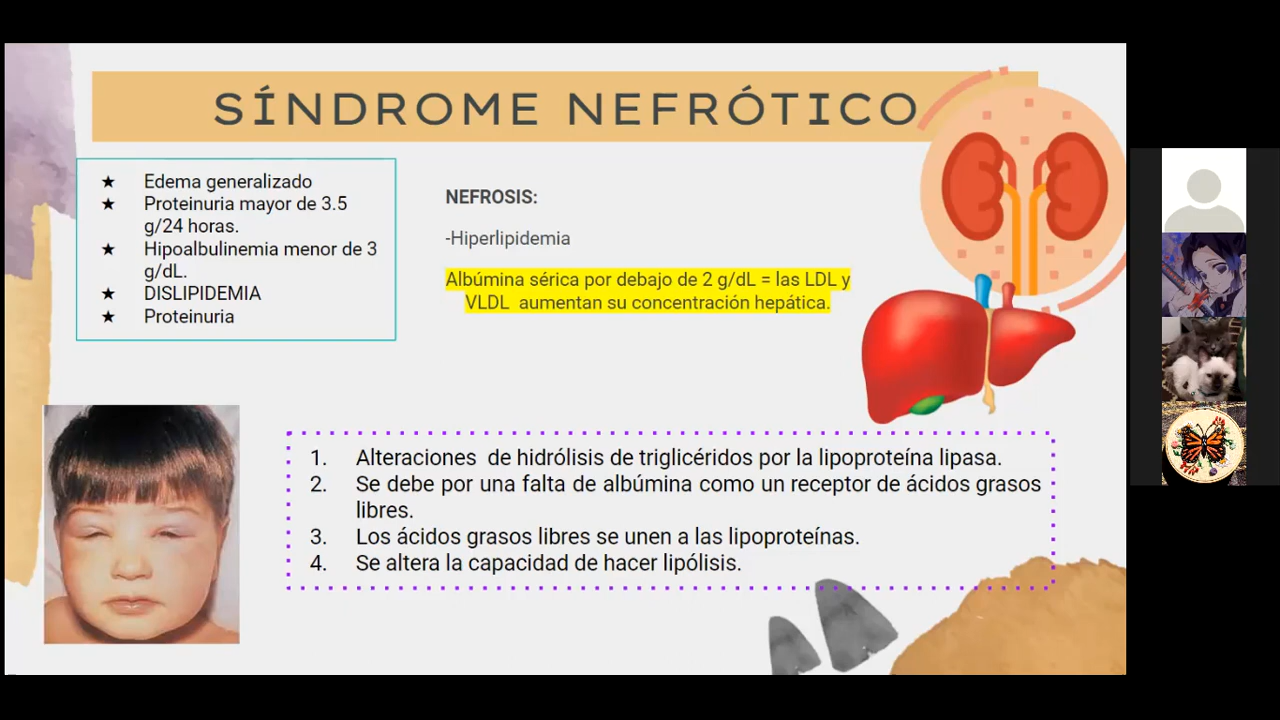 SÍNDROME NEFRÓTICO
★ Edema generalizado
★ Proteinuria mayor de 3.5
g/24 horas.
★ Hipoalbulinemia menor de 3
g/dL.
★ DISLIPIDEMIA
★ Proteinuria
NEFROSIS:
-Hiperlipidemia
Albúmina sérica por debajo de 2 g/dL = las LDL y
VLDL aumentan su concentración hepática.
1. Alteraciones de hidrólisis de triglicéridos por la lipoproteína lipasa.
2. Se debe por una falta de albúmina como un receptor de ácidos grasos
libres.
3. Los ácidos grasos libres se unen a las lipoproteínas.
4. Se altera la capacidad de hacer lipólisis.